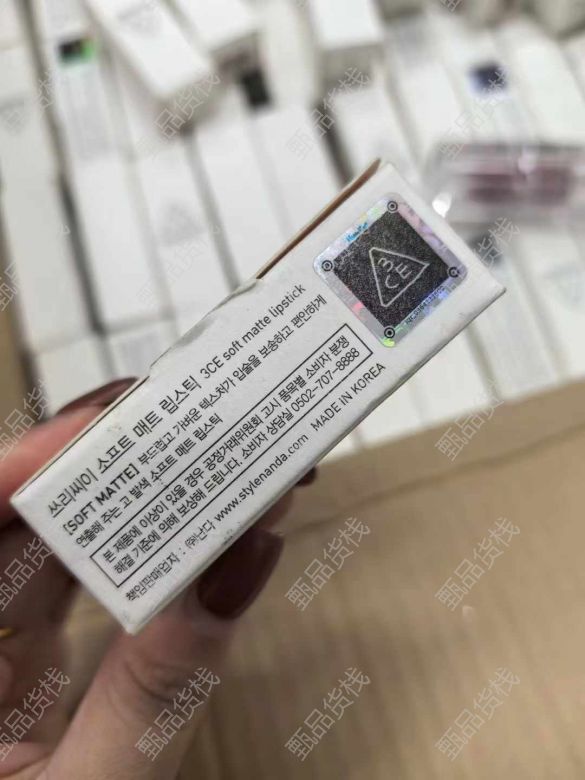 쓰리씨이 소프트 매트 립스틱 3CE soft matte lipstick
[SOFT MATTE] 부드럽고 가벼운 텍스처가 입술을 보송하고 편안하게
연출해 주는 고 발색 소프트 매트 립스틱
본 제품에 이상이 있을 경우 공정거래위원회 고시 품목별 소비자 분쟁
해결 기준에 의해 보상해 드립니다. 소비자 상담실 0502-707-8888
책임판매업자 : ㈜난다 www.stylenanda.com MADE IN KOREA
3CE
甄品货栈